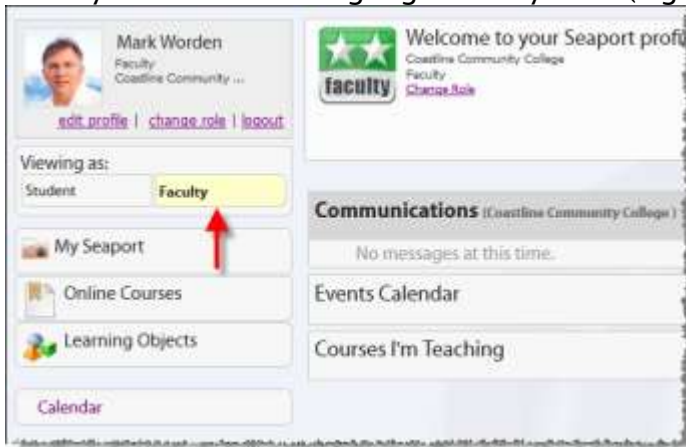 Mark Worden
Faculty
Coastline Community ...
edit profile | change role | logout
Viewing as:
Student
Faculty
My Seaport
Online Courses
Learning Objects
Calendar
faculty
Welcome to your Seaport
Coastline Community College
Faculty
Change Role
Communications (Coastline Community College)
No messages at this time.
Events Calendar
Courses I'm Teaching